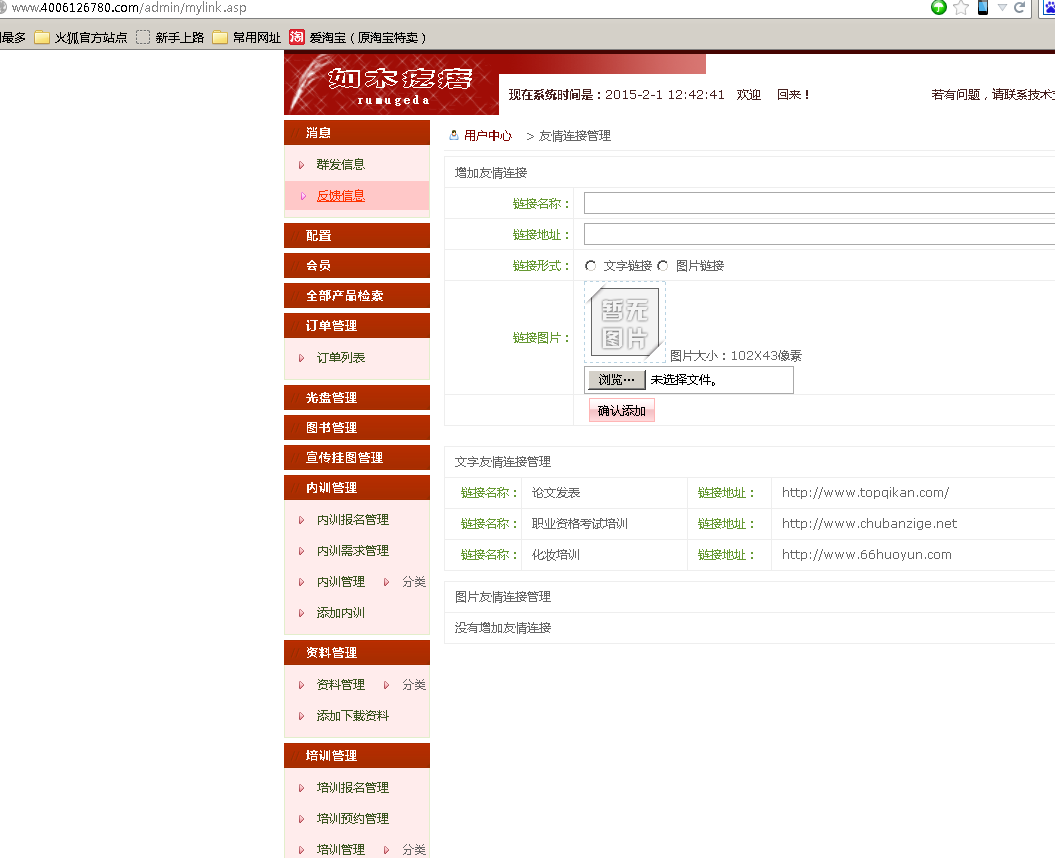 www.4006126780.com/admin/mylink.asp
最多 火狐官方站点 新手上路 常用网址 淘 爱淘宝（原淘宝特卖）
如木疙瘩
rumugeda
现在系统时间是：2015-2-1 12:42:41 欢迎 回来！ 若有问题，请联系技术
消息
群发信息
反馈信息
配置
会员
全部产品检索
订单管理
订单列表
光盘管理
图书管理
宣传挂图管理
内训管理
内训报名管理
内训需求管理
内训管理 分类
添加内训
资料管理
资料管理 分类
添加下载资料
培训管理
培训报名管理
培训预约管理
培训管理 分类
用户中心 > 友情连接管理
增加友情连接
链接名称：
链接地址：
链接形式： 文字链接 图片链接
链接图片：
暂无
图片
图片大小：102X43像素
浏览… 未选择文件。
确认添加
文字友情连接管理
链接名称： 论文发表 链接地址： http://www.topqikan.com/
链接名称： 职业资格考试培训 链接地址： http://www.chubanzige.net
链接名称： 化妆培训 链接地址： http://www.66huoyun.com
图片友情连接管理
没有增加友情连接